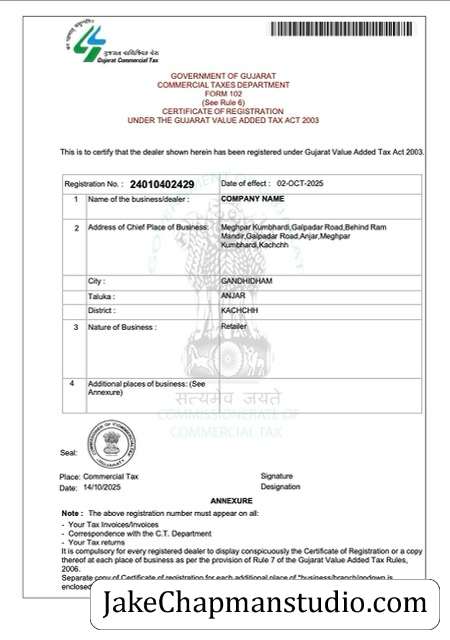 ગુજરાત વાણિજ્યિક વેરા
Gujarat Commercial Tax
GOVERNMENT OF GUJARAT
COMMERCIAL TAXES DEPARTMENT
FORM 102
(See Rule 6)
CERTIFICATE OF REGISTRATION
UNDER THE GUJARAT VALUE ADDED TAX ACT 2003
This is to certify that the dealer shown herein has been registered under Gujarat Value Added Tax Act 2003.
Registration No. : 24010402429 Date of effect : 02-OCT-2025
1 Name of the business/dealer : COMPANY NAME
2 Address of Chief Place of Business: Meghpar Kumbhardi,Galpadar Road,Behind Ram
Mandir,Galpadar Road,Anjar,Meghpar
Kumbhardi,Kachchh
City : GANDHIDHAM
Taluka : ANJAR
District : KACHCHH
3 Nature of Business : Retailer
4 Additional places of business: (See
Annexure)
सत्यमेव जयते
COMMISSIONERATE OF
COMMERCIAL TAX
Seal:
Place: Commercial Tax Signature
Date: 14/10/2025 Designation
ANNEXURE
Note : The above registration number must appear on all:
- Your Tax Invoices/Invoices
- Correspondence with the C.T. Department
- Your Tax returns
It is compulsory for every registered dealer to display conspicuously the Certificate of Registration or a copy
thereof at each place of business as per the provision of Rule 7 of the Gujarat Value Added Tax Rules,
2006.
Separate copy of Certificate of registration for each additional place of "business/branch/godown is
enclosed
JakeChapmanstudio.com